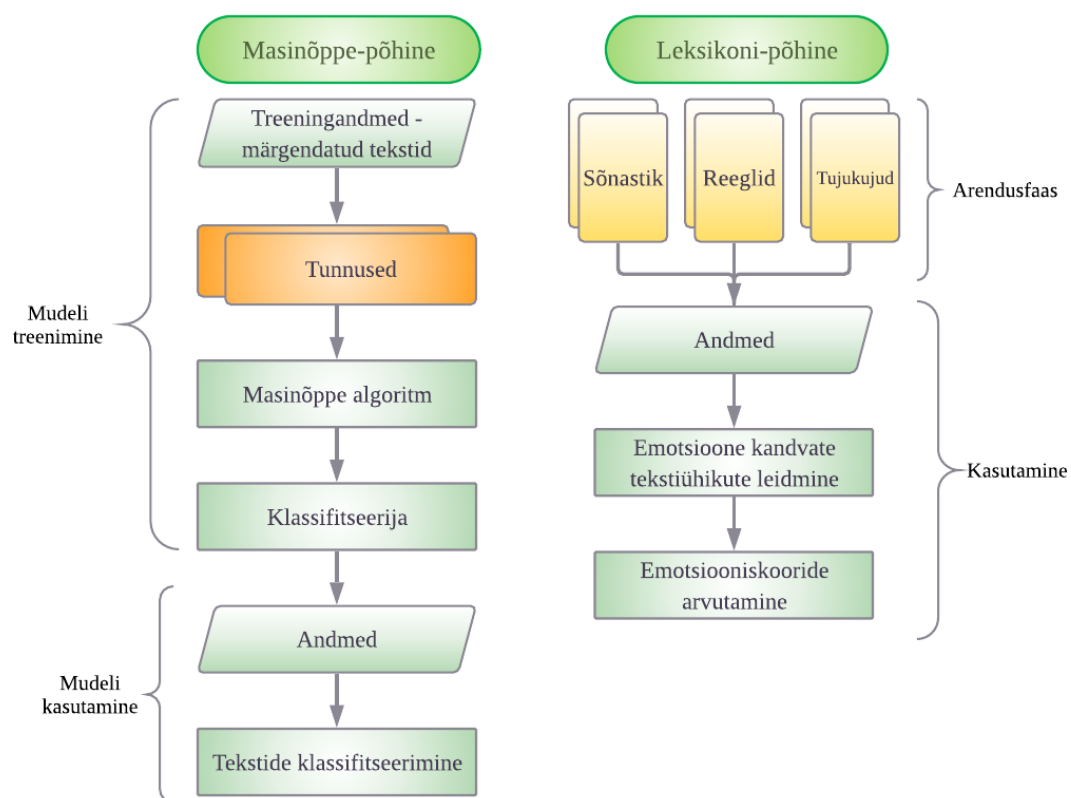 Masinõppe-põhine
Treeningandmed -
märgendatud tekstid
Tunnused
Masinõppe algoritm
Klassifitseerija
Andmed
Tekstide klassifitseerimine
Mudeli
treenimine
Mudeli
kasutamine
Leksikoni-põhine
Sõnastik
Reeglid
Tujukujud
Andmed
Emotsioone kandvate
tekstiühikute leidmine
Emotsiooniskooride
arvutamine
Arendusfaas
Kasutamine